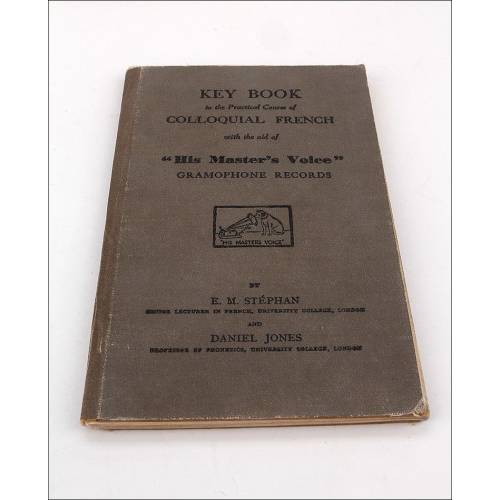 KEY BOOK
to the Practical Course of
COLLOQUIAL FRENCH
with the aid of
"His Master's Voice"
GRAMOPHONE RECORDS
"HIS MASTERS VOICE"
BY
E. M. STÉPHAN
SENIOR LECTURER IN FRENCH, UNIVERSITY COLLEGE, LONDON
AND
DANIEL JONES
PROFESSOR OF PHONETICS, UNIVERSITY COLLEGE, LONDON